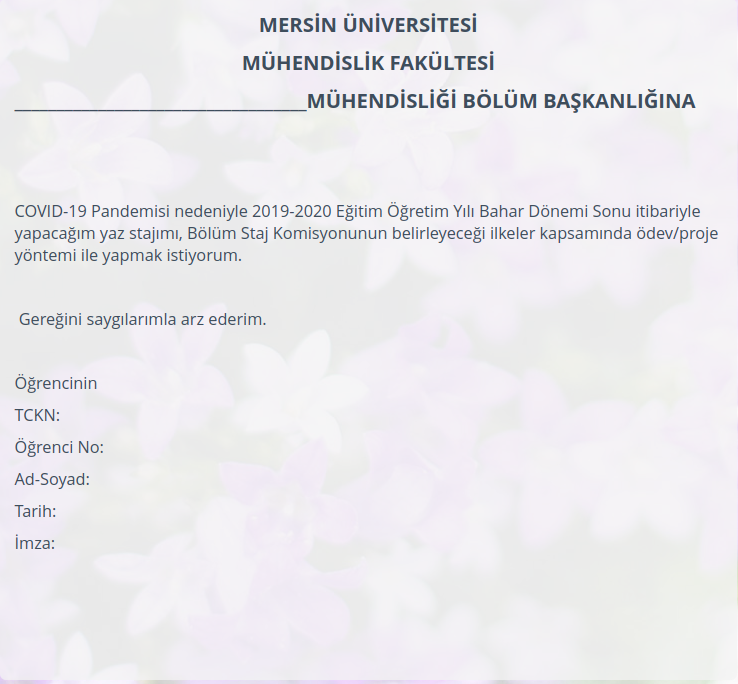 MERSİN ÜNİVERSİTESİ
MÜHENDİSLİK FAKÜLTESİ
________________________________MÜHENDİSLİĞİ BÖLÜM BAŞKANLIĞINA
COVID-19 Pandemisi nedeniyle 2019-2020 Eğitim Öğretim Yılı Bahar Dönemi Sonu itibariyle
yapacağım yaz stajımı, Bölüm Staj Komisyonunun belirleyeceği ilkeler kapsamında ödev/proje
yöntemi ile yapmak istiyorum.
Gereğini saygılarımla arz ederim.
Öğrencinin
TCKN:
Öğrenci No:
Ad-Soyad:
Tarih:
İmza: